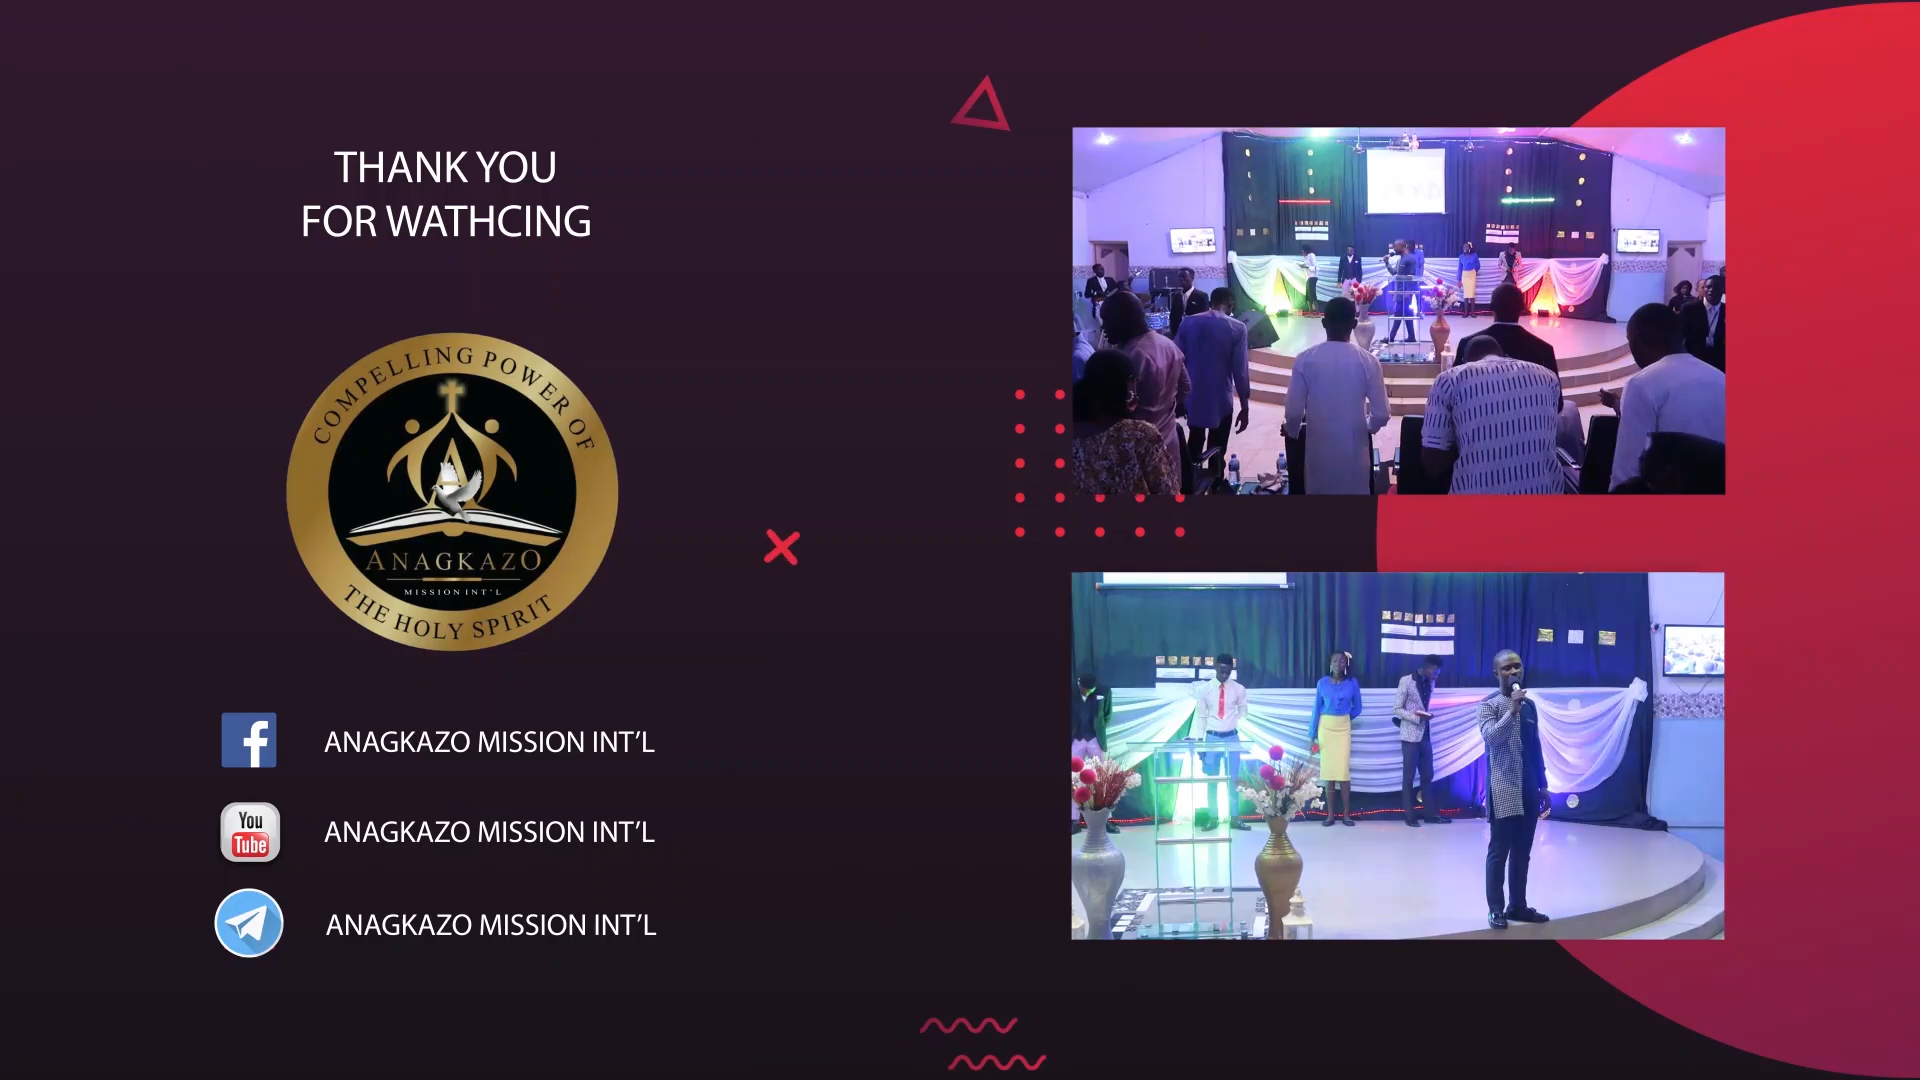 THANK YOU
FOR WATHCING
COMPELLING POWER OF
A
ANAGKAZO
MISSION INT'L
THE HOLY SPIRIT
f
ANAGKAZO MISSION INT'L
You
Tube
ANAGKAZO MISSION INT'L
ANAGKAZO MISSION INT'L